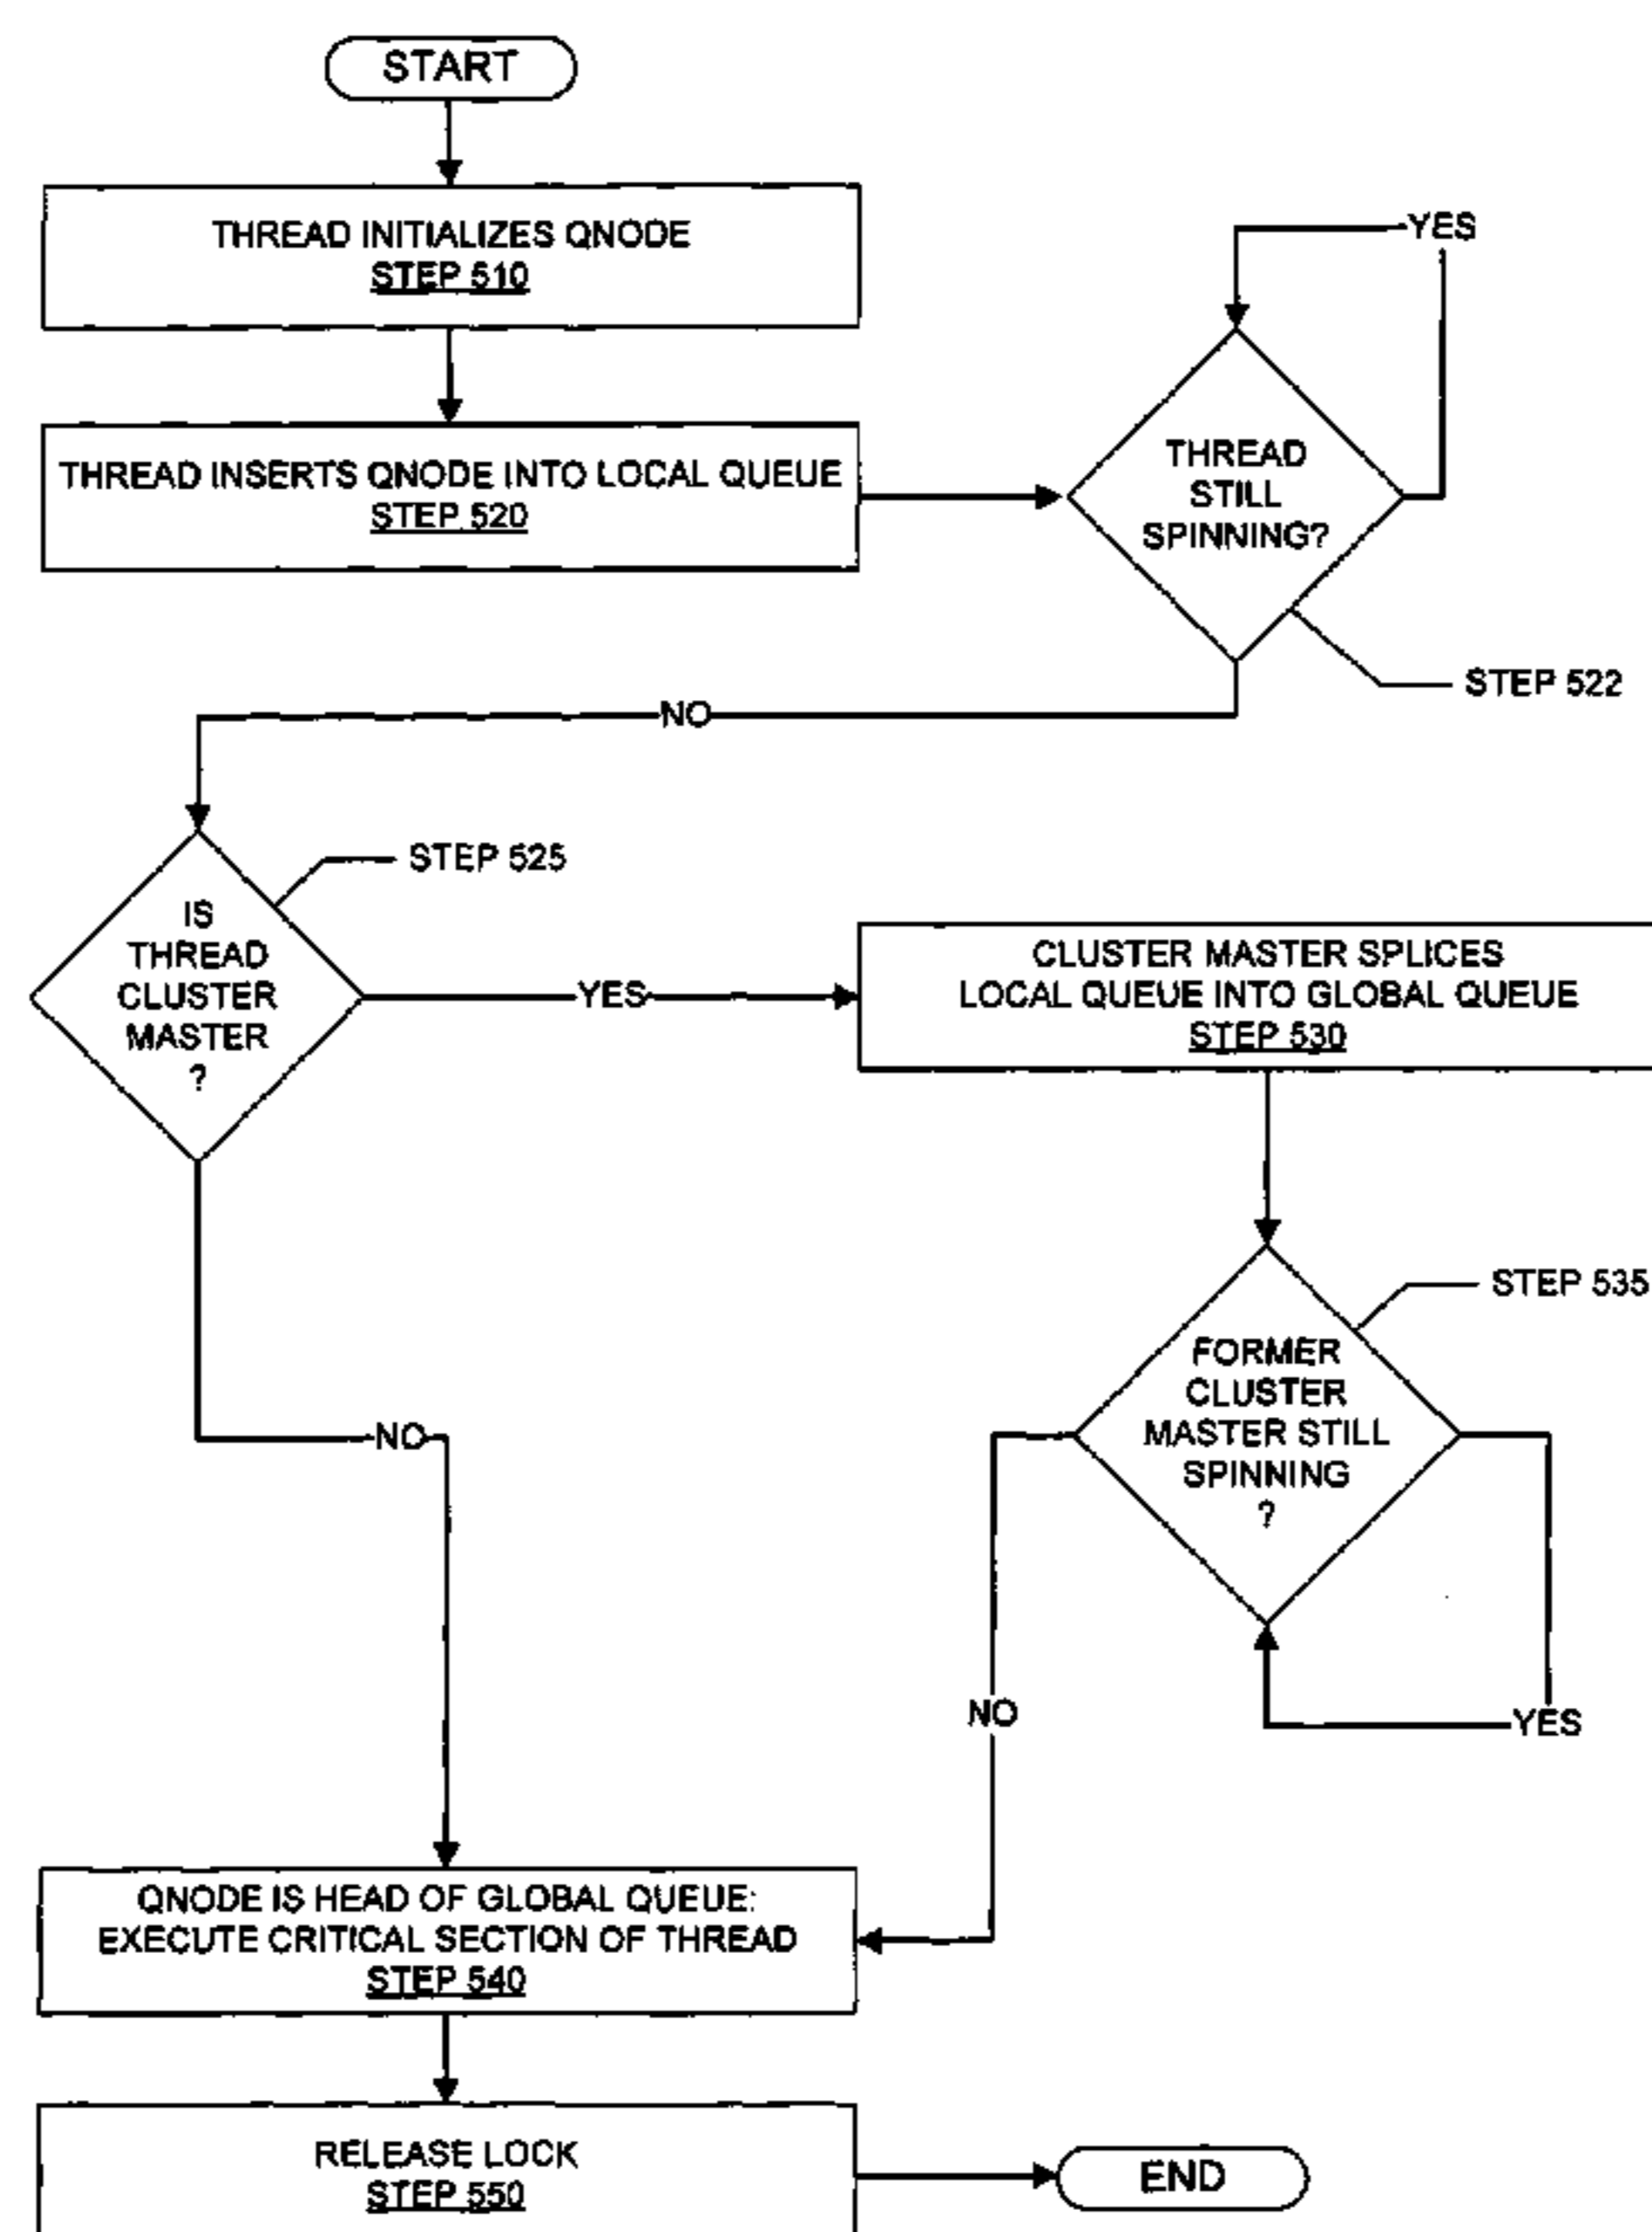 START
THREAD INITIALIZES QNODE
STEP 510
YES
THREAD INSERTS QNODE INTO LOCAL QUEUE
STEP 520
THREAD
STILL
SPINNING?
STEP 522
NO
STEP 525
IS
THREAD
CLUSTER
MASTER
?
YES
CLUSTER MASTER SPLICES
LOCAL QUEUE INTO GLOBAL QUEUE
STEP 530
STEP 535
FORMER
CLUSTER
MASTER STILL
SPINNING
?
NO
NO
YES
QNODE IS HEAD OF GLOBAL QUEUE:
EXECUTE CRITICAL SECTION OF THREAD
STEP 540
RELEASE LOCK
STEP 550
END